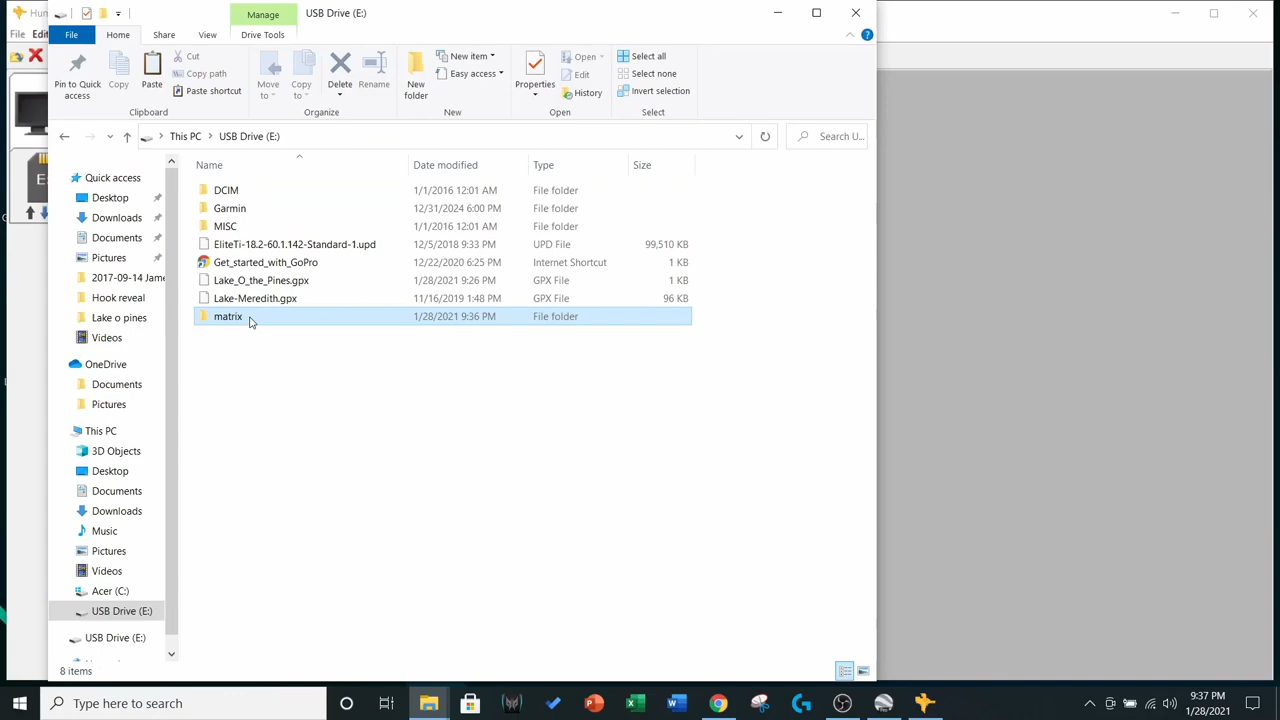 Hum
File Edit
Manage
USB Drive (E:)
File
Home
Share
View
Drive Tools
Pin to Quick
access
Copy
Paste
Cut
Copy path
Paste shortcut
Clipboard
Move
to
Copy
to
Delete
Rename
Organize
New
folder
New item
Easy access
New
Properties
Open
Edit
History
Open
Select all
Select none
Invert selection
Select
This PC
USB Drive (E:)
Search U...
Name
Date modified
Type
Size
DCIM 1/1/2016 12:01 AM File folder
Garmin 12/31/2024 6:00 PM File folder
MISC 1/1/2016 12:01 AM File folder
EliteTi-18.2-60.1.142-Standard-1.upd 12/5/2018 9:33 PM UPD File 99,510 KB
Get_started_with_GoPro 12/22/2020 6:25 PM Internet Shortcut 1 KB
Lake_O_the_Pines.gpx 1/28/2021 9:26 PM GPX File 1 KB
Lake-Meredith.gpx 11/16/2019 1:48 PM GPX File 96 KB
matrix 1/28/2021 9:36 PM File folder
Quick access
Desktop
Downloads
Documents
Pictures
2017-09-14 Jame
Hook reveal
Lake o pines
Videos
OneDrive
Documents
Pictures
This PC
3D Objects
Desktop
Documents
Downloads
Music
Pictures
Videos
Acer (C:)
USB Drive (E:)
USB Drive (E:)
8 items
Type here to search
9:37 PM
1/28/2021